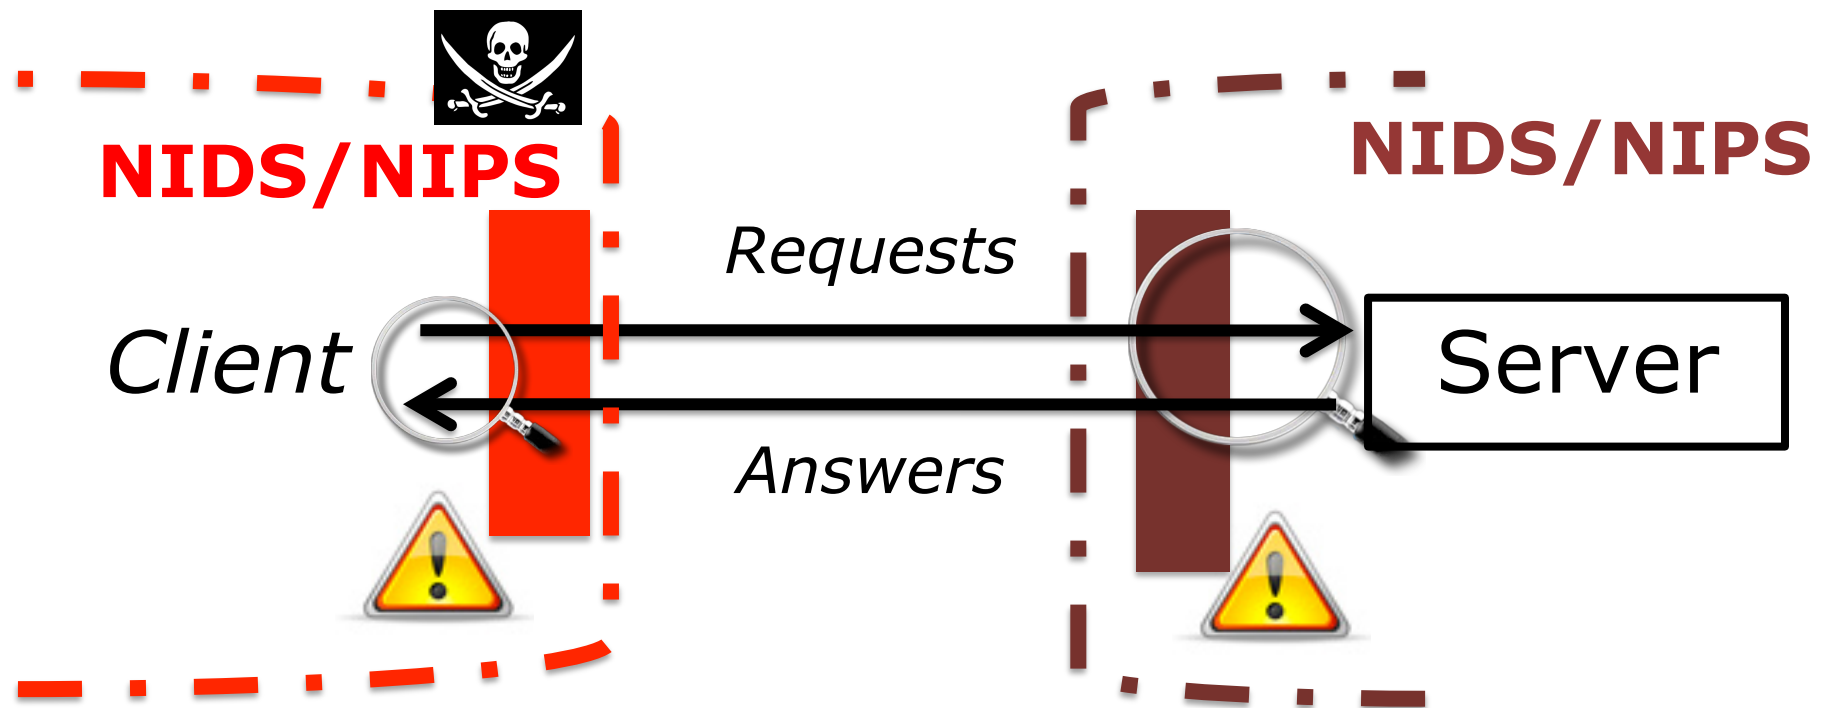 NIDS/NIPS
NIDS/NIPS
Requests
Client
Server
Answers